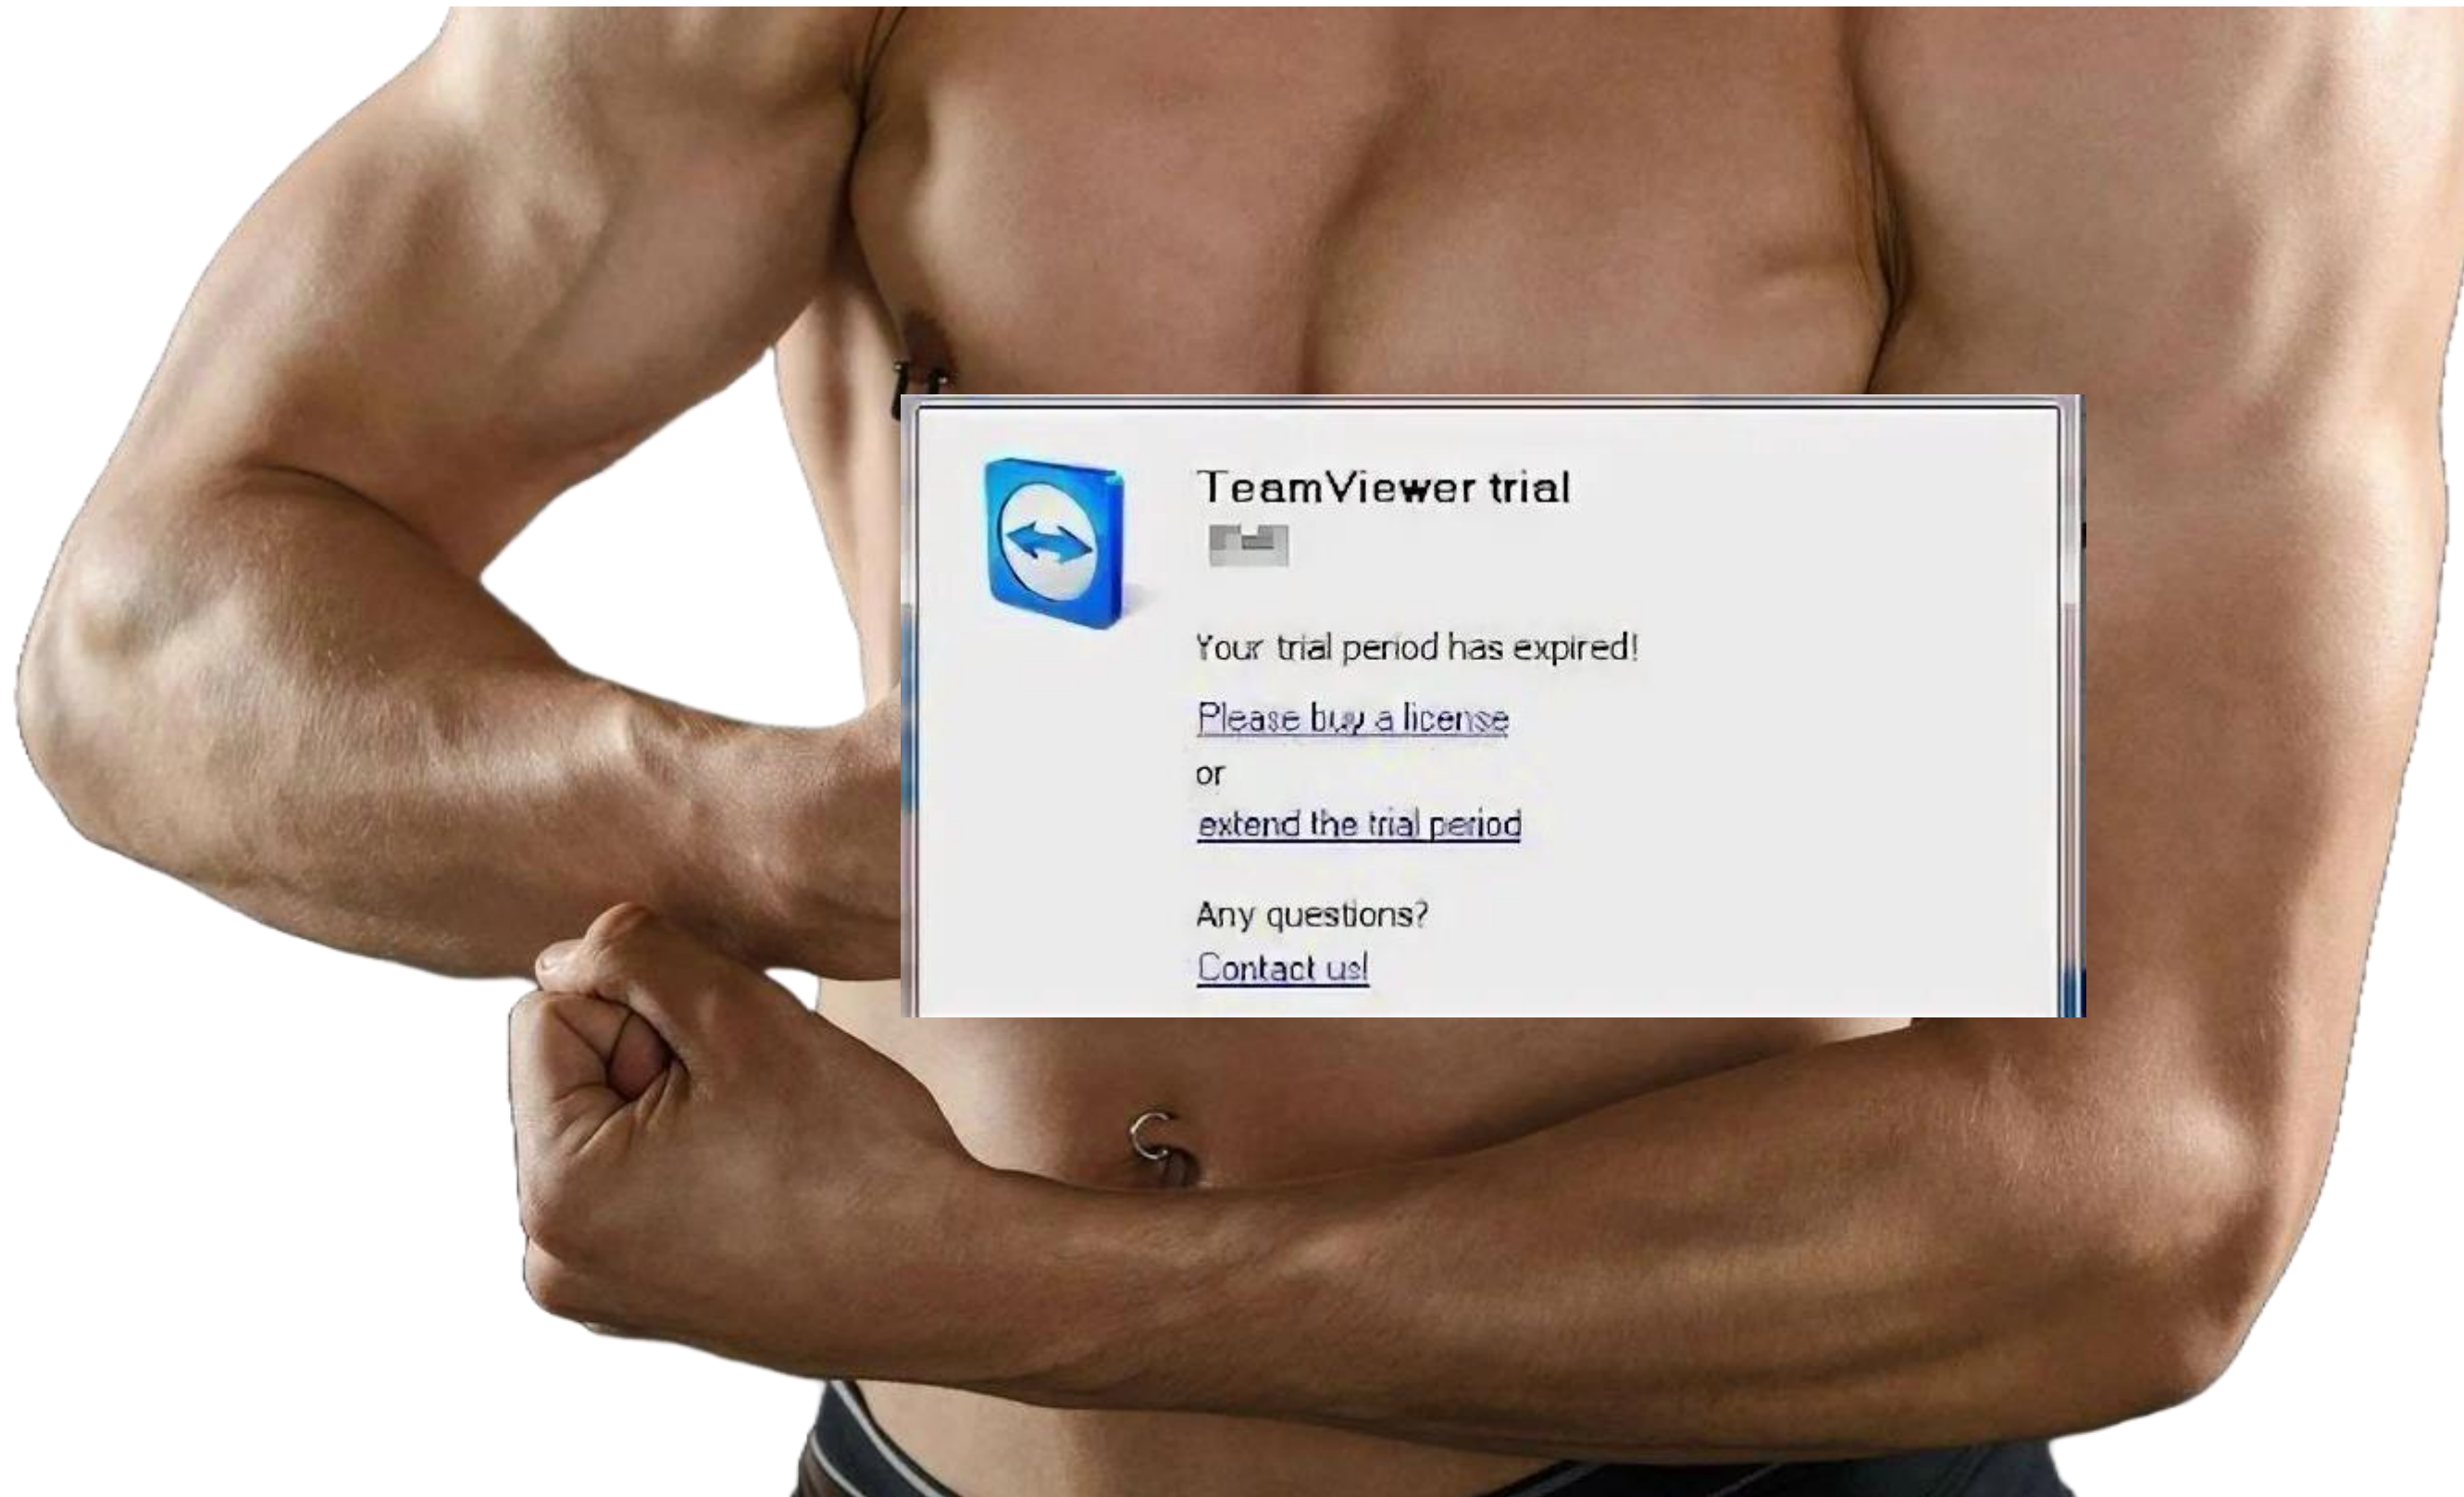 TeamViewer trial
Your trial period has expired!
Please buy a license
or
extend the trial period
Any questions?
Contact us!